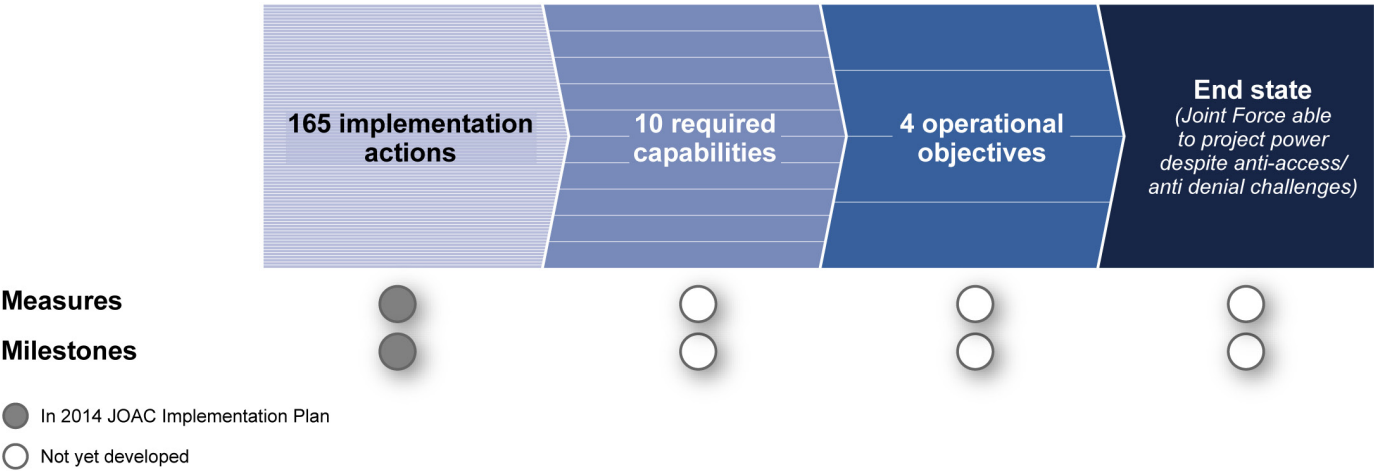 165 implementation
actions
10 required
capabilities
4 operational
objectives
End state
(Joint Force able
to project power
despite anti-access/
anti denial challenges)
Measures
Milestones
In 2014 JOAC Implementation Plan
Not yet developed